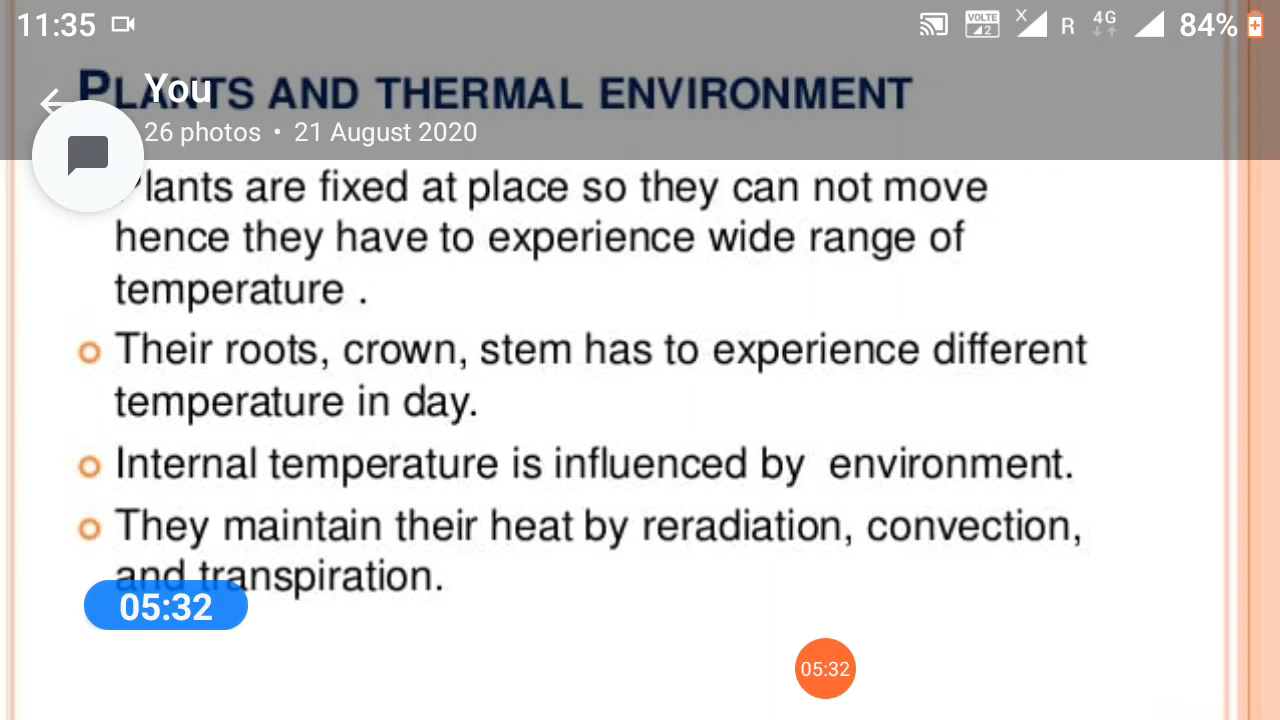 11:35 VOLTE 2 X R 4G 84%
PLANTS AND THERMAL ENVIRONMENT
You
26 photos • 21 August 2020
Plants are fixed at place so they can not move
hence they have to experience wide range of
temperature .
Their roots, crown, stem has to experience different
temperature in day.
Internal temperature is influenced by environment.
They maintain their heat by reradiation, convection,
and transpiration.
05:32
05:32